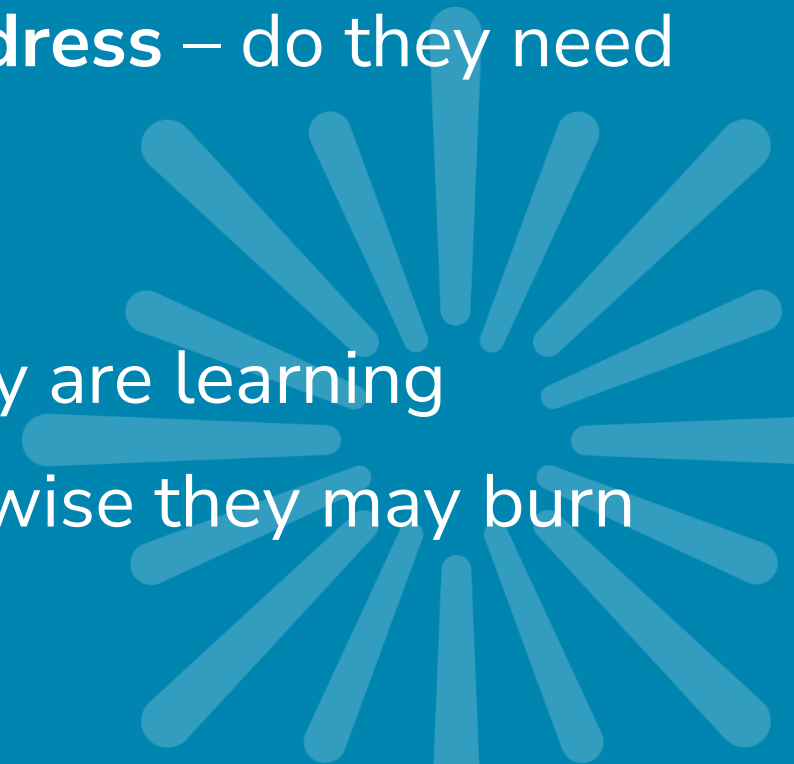 dress – do they need
y are learning
wise they may burn